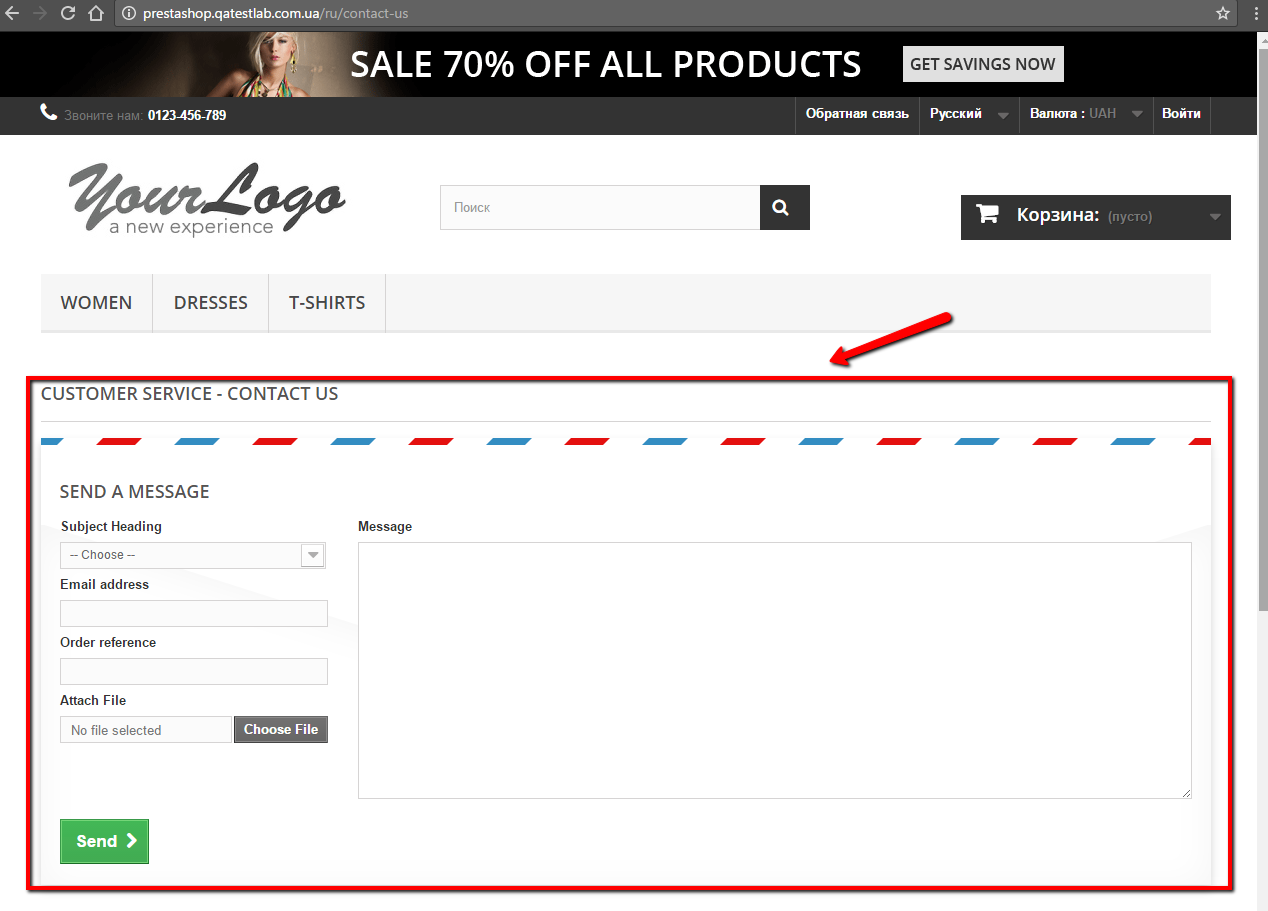 prestashop.qatestlab.com.ua/ru/contact-us
SALE 70% OFF ALL PRODUCTS GET SAVINGS NOW
Звоните нам: 0123-456-789 Обратная связь Русский Валюта : UAH Войти
YourLogo
a new experience
Поиск
Корзина: (пусто)
WOMEN DRESSES T-SHIRTS
CUSTOMER SERVICE - CONTACT US
SEND A MESSAGE
Subject Heading
-- Choose --
Email address
Order reference
Attach File
No file selected Choose File
Message
Send